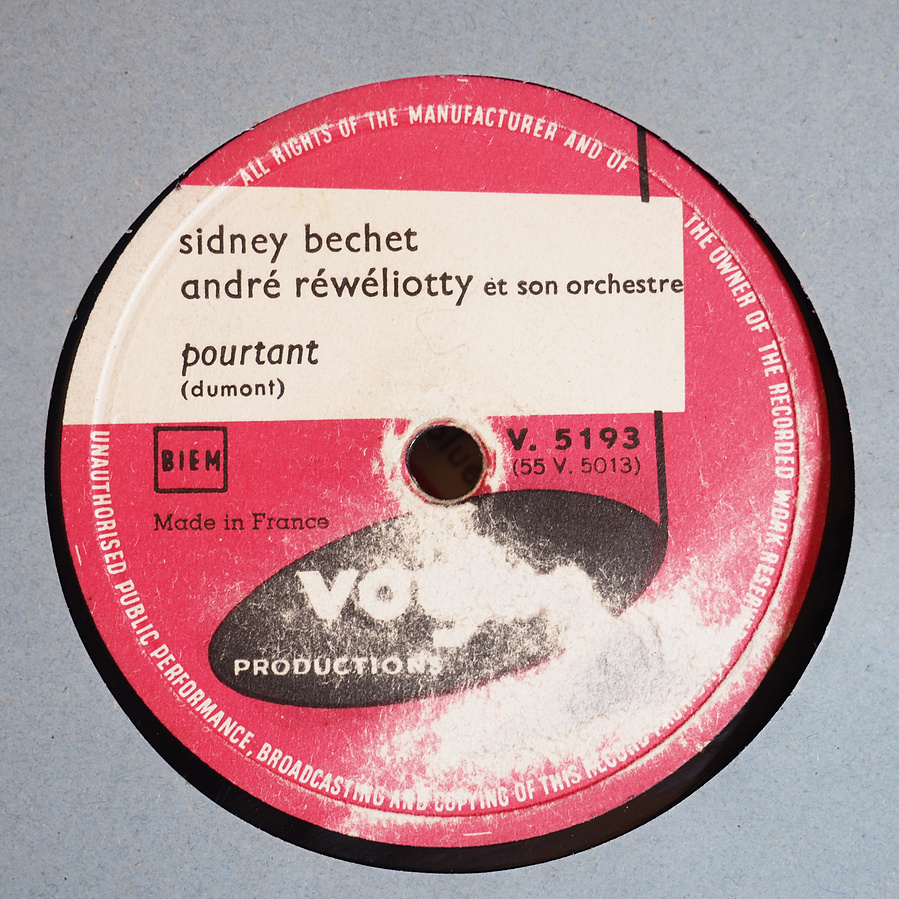 ALL RIGHTS OF THE MANUFACTURER AND OF THE OWNER OF THE RECORDED WORK
sidney bechet
andré réwéliotty et son orchestre
pourtant
(dumont)
BIEM
V. 5193
(55 V. 5013)
Made in France
PRODUCTIONS
UNAUTHORISED PUBLIC PERFORMANCE, BROADCASTING AND COPYING OF THIS RECORD